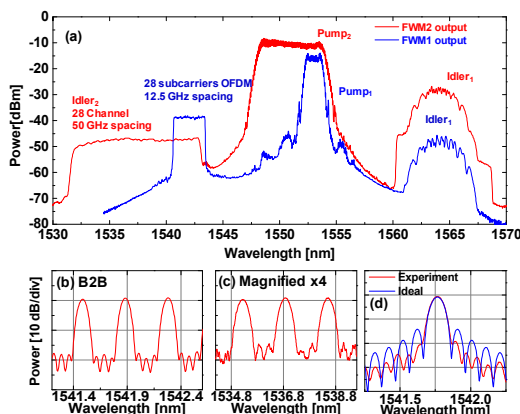 (a)
Pump2
FWM2 output
FWM1 output
28 subcarriers OFDM
12.5 GHz spacing
Pump1
Idler1
Idler2
28 Channel
50 GHz spacing
Idler1
Power[dBm]
0
-10
-20
-30
-40
-50
-60
-70
-80
1530 1540 1550 1560 1565 1570
Wavelength [nm]
(b) B2B
(c) Magnified x4
Experiment
Ideal
(d)
Power [10 dB/div]
1541.4 1541.9 1542.4
1534.8 1536.8 1538.8
1541.5 1542.0
Wavelength [nm]
Wavelength [nm]
Wavelength [nm]